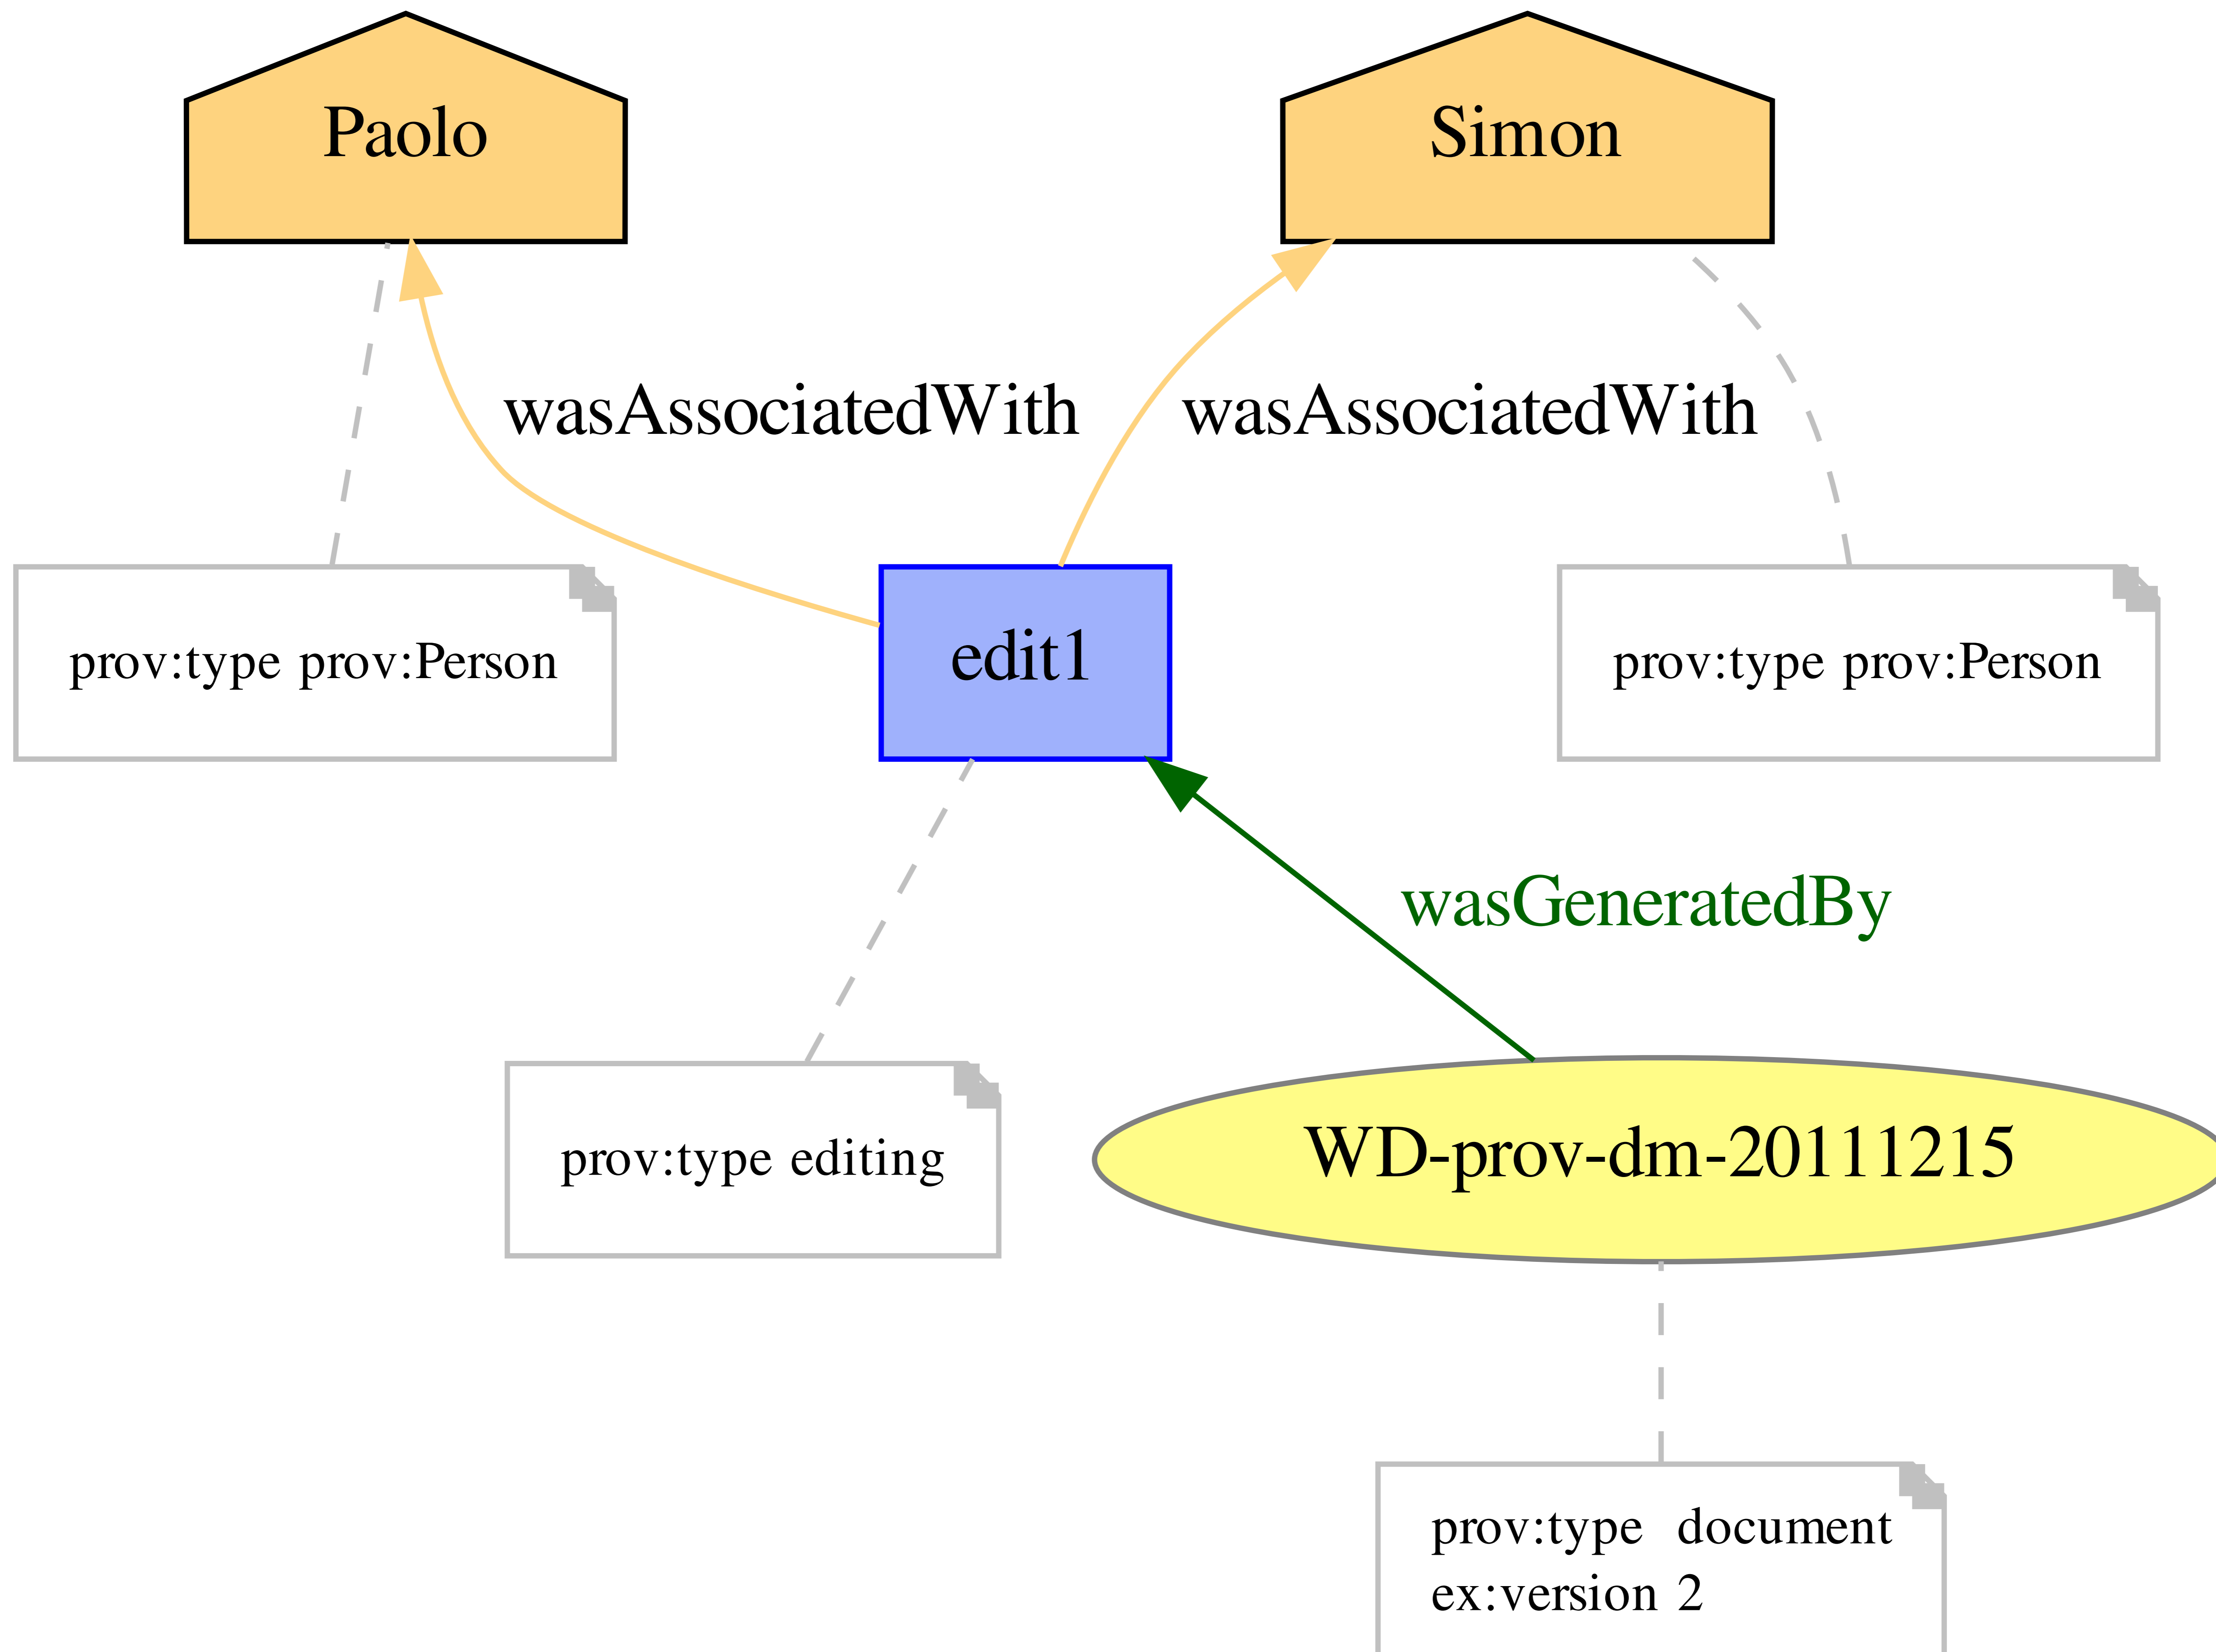 Paolo
Simon
wasAssociatedWith
wasAssociatedWith
prov:type prov:Person
edit1
prov:type prov:Person
wasGeneratedBy
prov:type editing
WD-prov-dm-20111215
prov:type document
ex:version 2